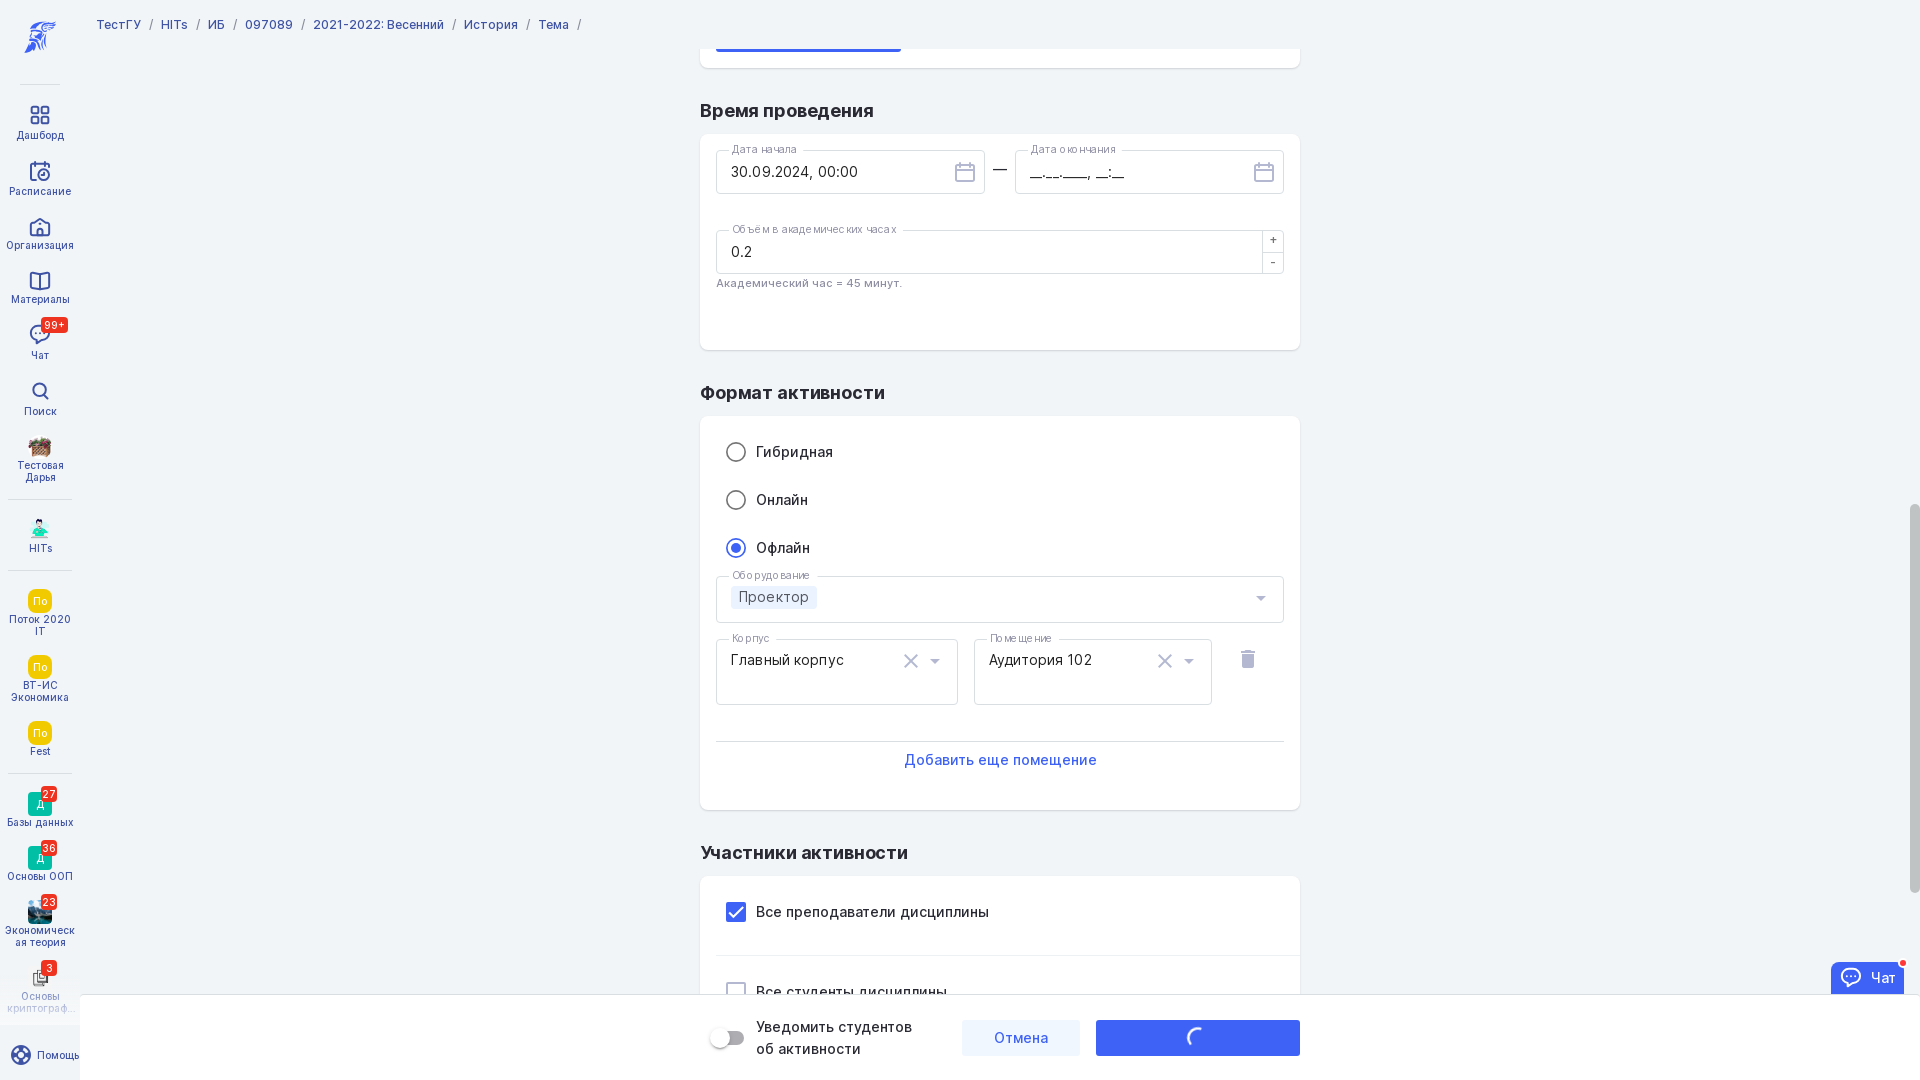 ТестГУ / HITs / ИБ / 097089 / 2021-2022: Весенний / История / Тема /
Дашборд
Расписание
Организация
Материалы
99+
Чат
Поиск
Тестовая
Дарья
HITs
По
Поток 2020
IT
По
ВТ-ИС
Экономика
По
Fest
27
Д
Базы данных
36
Д
Основы ООП
23
Экономическ
ая теория
3
Основы
криптограф...
Помощь
Время проведения
Дата начала
30.09.2024, 00:00
—
Дата окончания
__.__.____, __:__
Объём в академических часах
0.2
+
-
Академический час = 45 минут.
Формат активности
Гибридная
Онлайн
Офлайн
Оборудование
Проектор
Корпус
Главный корпус
Помещение
Аудитория 102
Добавить еще помещение
Участники активности
Все преподаватели дисциплины
Все студенты дисциплины
Уведомить студентов
об активности
Отмена
Чат